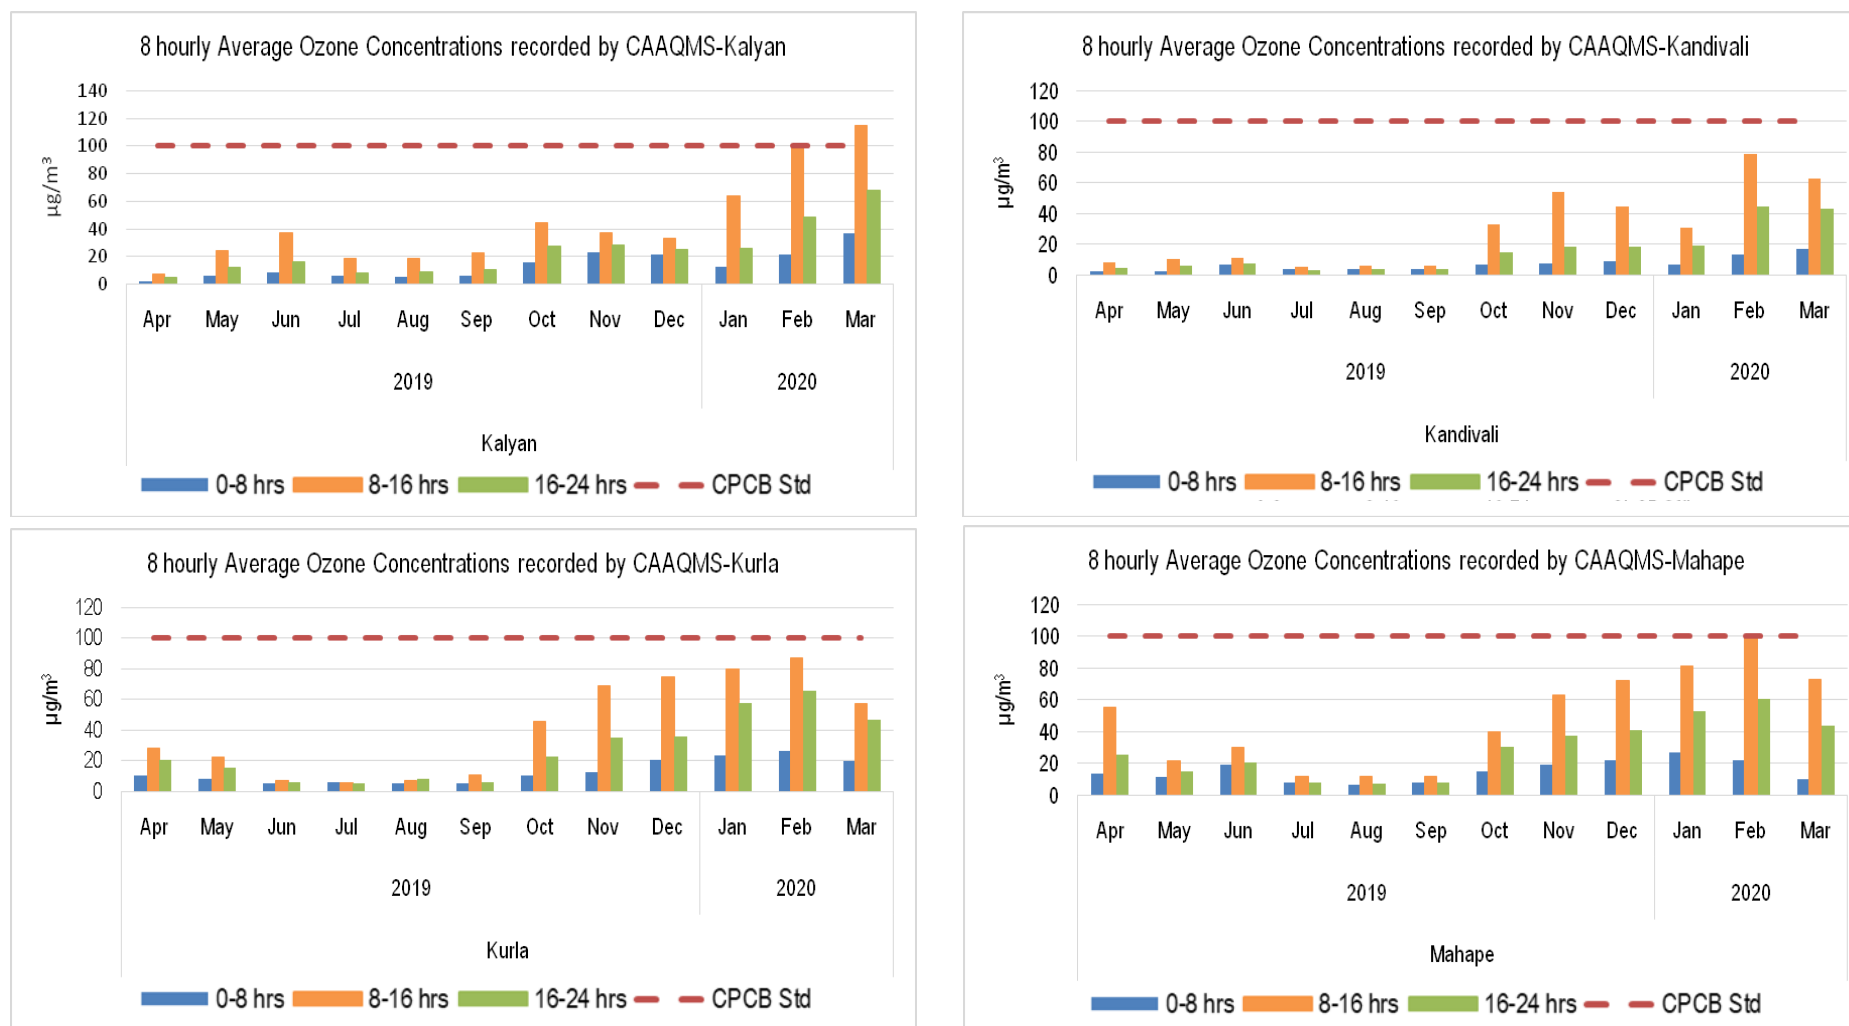 8 hourly Average Ozone Concentrations recorded by CAAQMS-Kalyan
µg/m³
140
120
100
80
60
40
20
0
Apr May Jun Jul Aug Sep Oct Nov Dec Jan Feb Mar
2019 2020
Kalyan
0-8 hrs 8-16 hrs 16-24 hrs CPCB Std
8 hourly Average Ozone Concentrations recorded by CAAQMS-Kandivali
µg/m³
120
100
80
60
40
20
0
Apr May Jun Jul Aug Sep Oct Nov Dec Jan Feb Mar
2019 2020
Kandivali
0-8 hrs 8-16 hrs 16-24 hrs CPCB Std
8 hourly Average Ozone Concentrations recorded by CAAQMS-Kurla
µg/m³
120
100
80
60
40
20
0
Apr May Jun Jul Aug Sep Oct Nov Dec Jan Feb Mar
2019 2020
Kurla
0-8 hrs 8-16 hrs 16-24 hrs CPCB Std
8 hourly Average Ozone Concentrations recorded by CAAQMS-Mahape
µg/m³
120
100
80
60
40
20
0
Apr May Jun Jul Aug Sep Oct Nov Dec Jan Feb Mar
2019 2020
Mahape
0-8 hrs 8-16 hrs 16-24 hrs CPCB Std